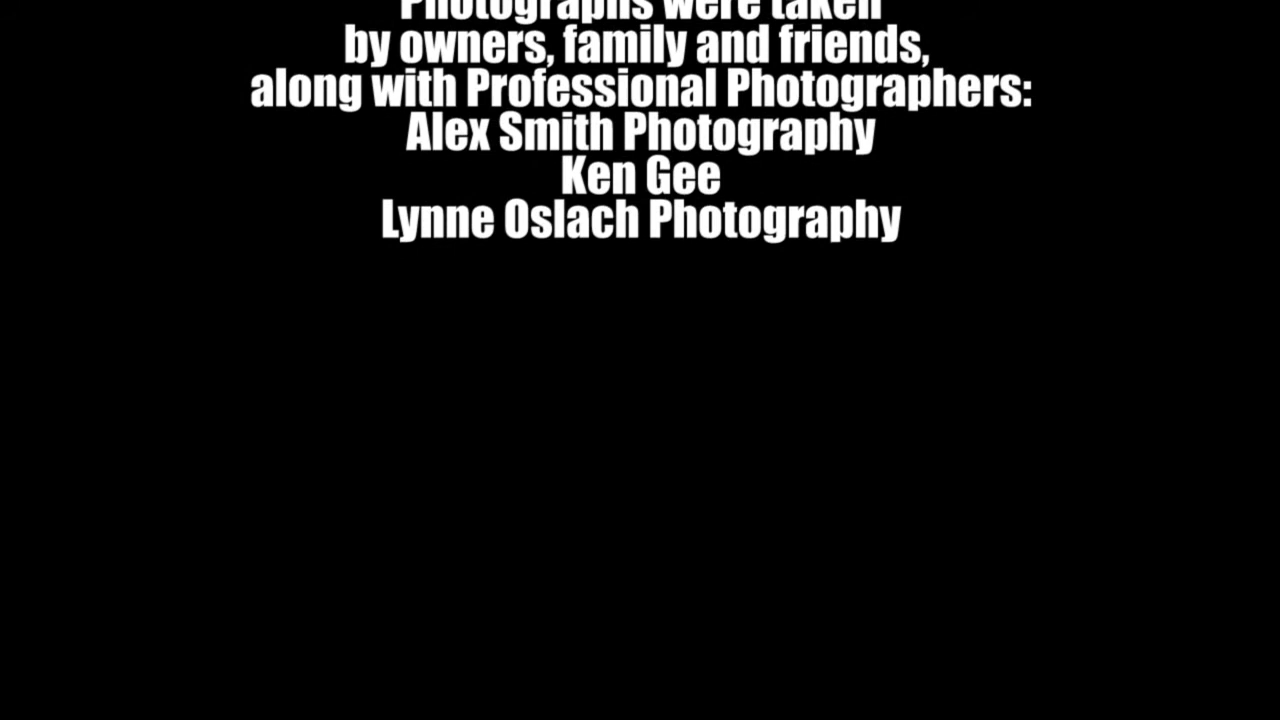 Photographs were taken
by owners, family and friends,
along with Professional Photographers:
Alex Smith Photography
Ken Gee
Lynne Oslach Photography